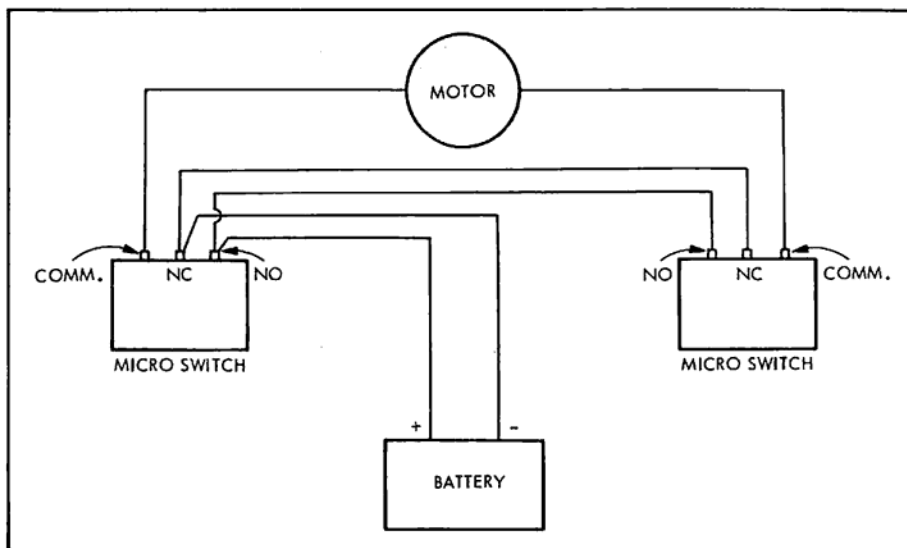 MOTOR
COMM.
NC
NO
NO
NC
COMM.
MICRO SWITCH
MICRO SWITCH
+
-
BATTERY